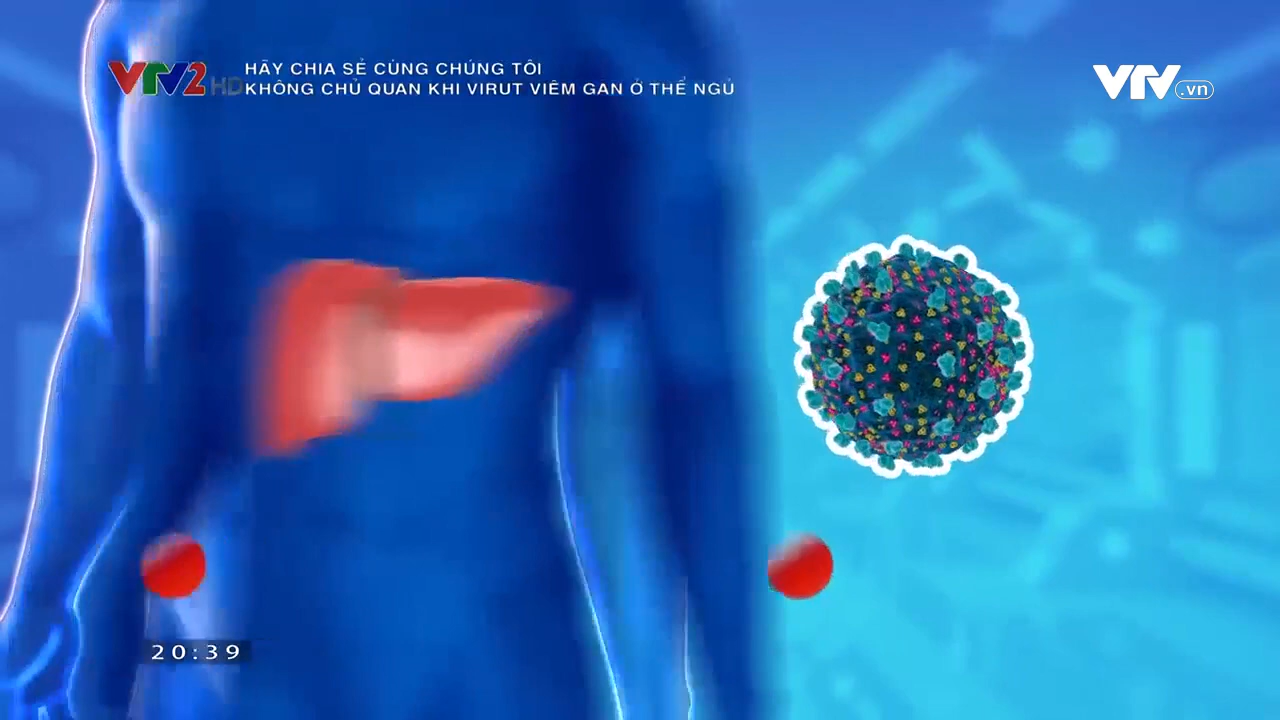 VTV2 HD
HÃY CHIA SẺ CÙNG CHÚNG TÔI
KHÔNG CHỦ QUAN KHI VIRUT VIÊM GAN Ở THỂ NGỦ
VTV.vn
20:39